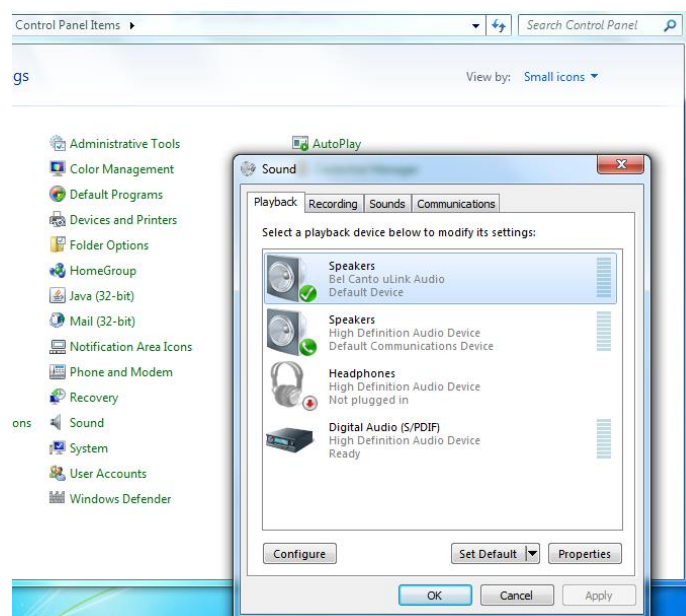 Control Panel Items
Search Control Panel
gs
View by: Small icons
Administrative Tools
AutoPlay
Color Management
Default Programs
Devices and Printers
Folder Options
HomeGroup
Java (32-bit)
Mail (32-bit)
Notification Area Icons
Phone and Modem
Recovery
ons
Sound
System
User Accounts
Windows Defender
Sound
Playback Recording Sounds Communications
Select a playback device below to modify its settings:
Speakers
Bel Canto uLink Audio
Default Device
Speakers
High Definition Audio Device
Default Communications Device
Headphones
High Definition Audio Device
Not plugged in
Digital Audio (S/PDIF)
High Definition Audio Device
Ready
Configure Set Default Properties
OK Cancel Apply